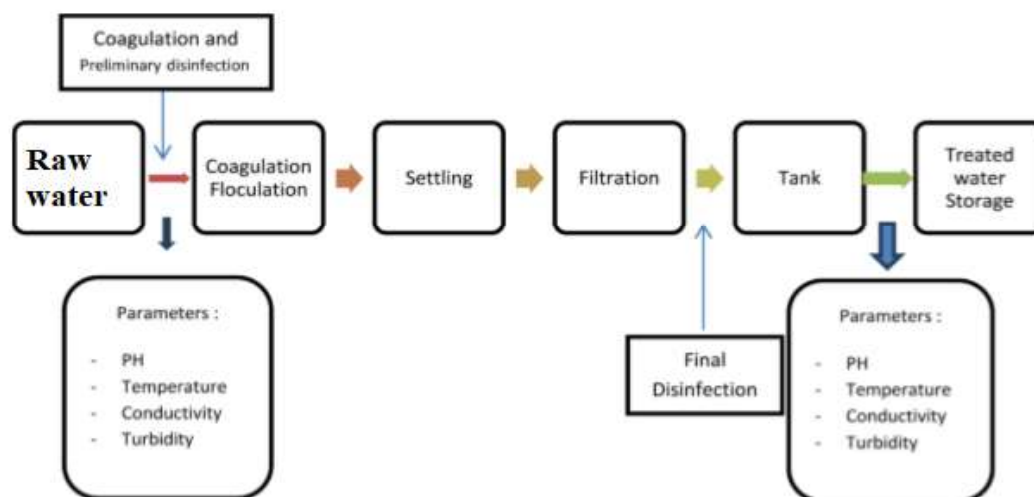 Coagulation and
Preliminary disinfection
Raw
water
Coagulation
Floculation
Settling
Filtration
Tank
Treated
water
Storage
Parameters :
- PH
- Temperature
- Conductivity
- Turbidity
Final
Disinfection
Parameters :
- PH
- Temperature
- Conductivity
- Turbidity